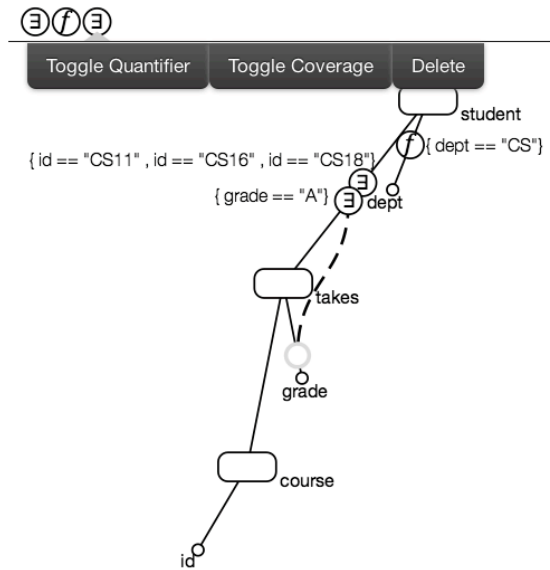 ∃ f ∃
Toggle Quantifier Toggle Coverage Delete
student
f { dept == "CS"}
{ id == "CS11" , id == "CS16" , id == "CS18"}
∃
{ grade == "A"} ∃ dept
takes
grade
course
id